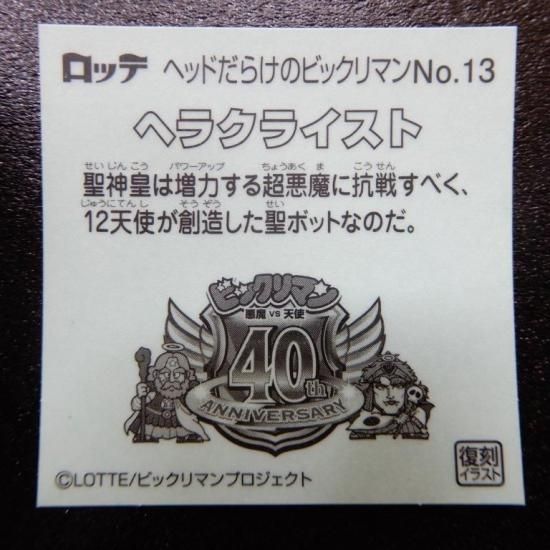 ロッテ ヘッドだらけのビックリマンNo.13
ヘラクライスト
せいじんこう パワーアップ ちょうあくま こうせん
聖神皇は増力する超悪魔に抗戦すべく、
じゅうにてんし そうぞう せい
12天使が創造した聖ボットなのだ。
ビックリマン
悪魔 VS 天使
40th
ANNIVERSARY
©LOTTE/ビックリマンプロジェクト
復刻
イラスト